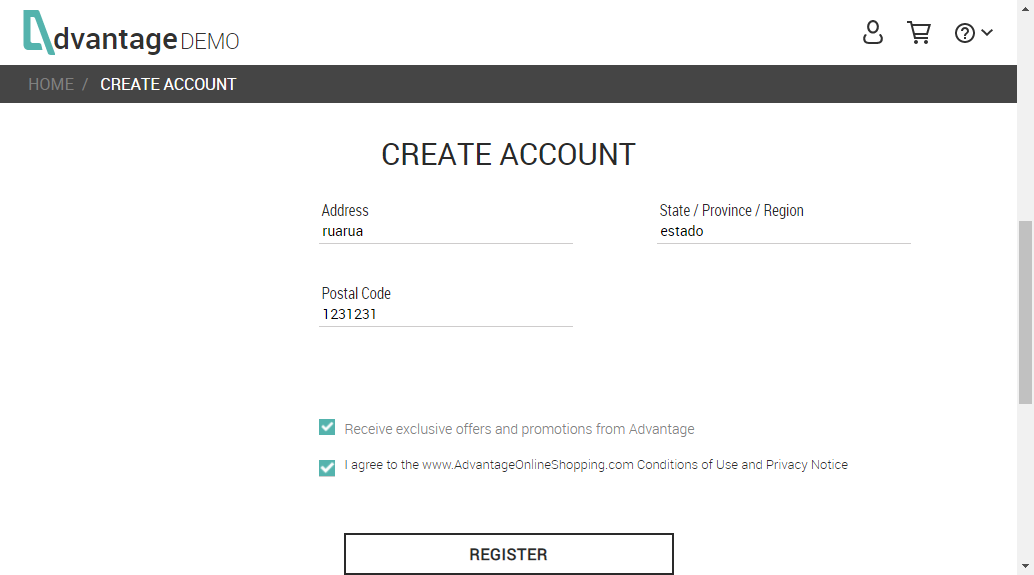 dvantage DEMO
HOME / CREATE ACCOUNT
CREATE ACCOUNT
Address
ruarua
State / Province / Region
estado
Postal Code
1231231
Receive exclusive offers and promotions from Advantage
I agree to the www.AdvantageOnlineShopping.com Conditions of Use and Privacy Notice
REGISTER